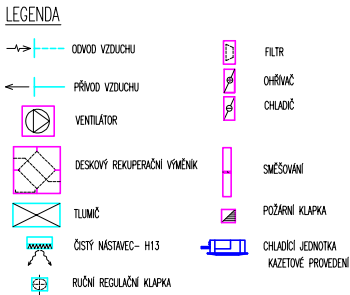 LEGENDA
ODVOD VZDUCHU
PŘÍVOD VZDUCHU
VENTILÁTOR
DESKOVÝ REKUPERAČNÍ VÝMĚNÍK
TLUMIČ
ČISTÝ NÁSTAVEC- H13
RUČNÍ REGULAČNÍ KLAPKA
FILTR
OHŘÍVAČ
CHLADIČ
SMĚŠOVÁNÍ
POŽÁRNÍ KLAPKA
CHLADÍCÍ JEDNOTKA
KAZETOVÉ PROVEDENÍ